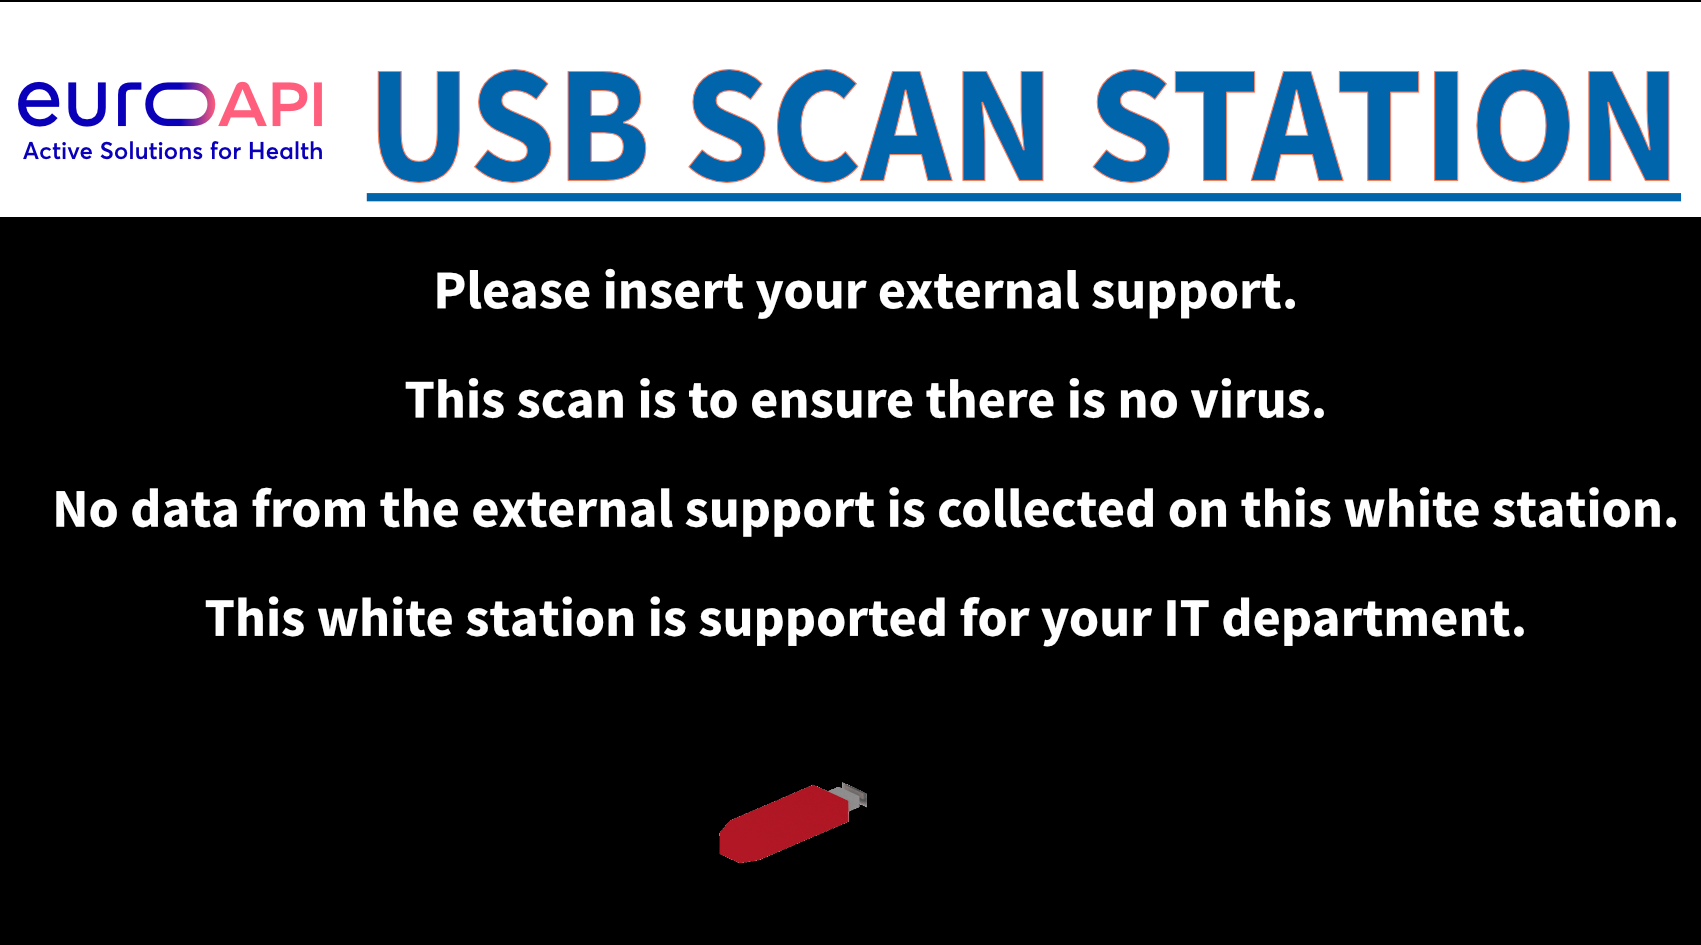 euroAPI
Active Solutions for Health
USB SCAN STATION
Please insert your external support.
This scan is to ensure there is no virus.
No data from the external support is collected on this white station.
This white station is supported for your IT department.